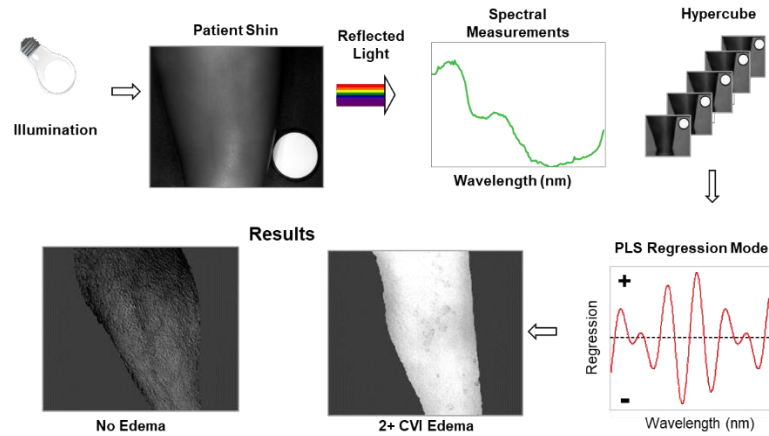 Illumination
Patient Shin
Reflected
Light
Spectral
Measurements
Wavelength (nm)
Hypercube
PLS Regression Mode
+
Regression
-
Wavelength (nm)
Results
No Edema
2+ CVI Edema